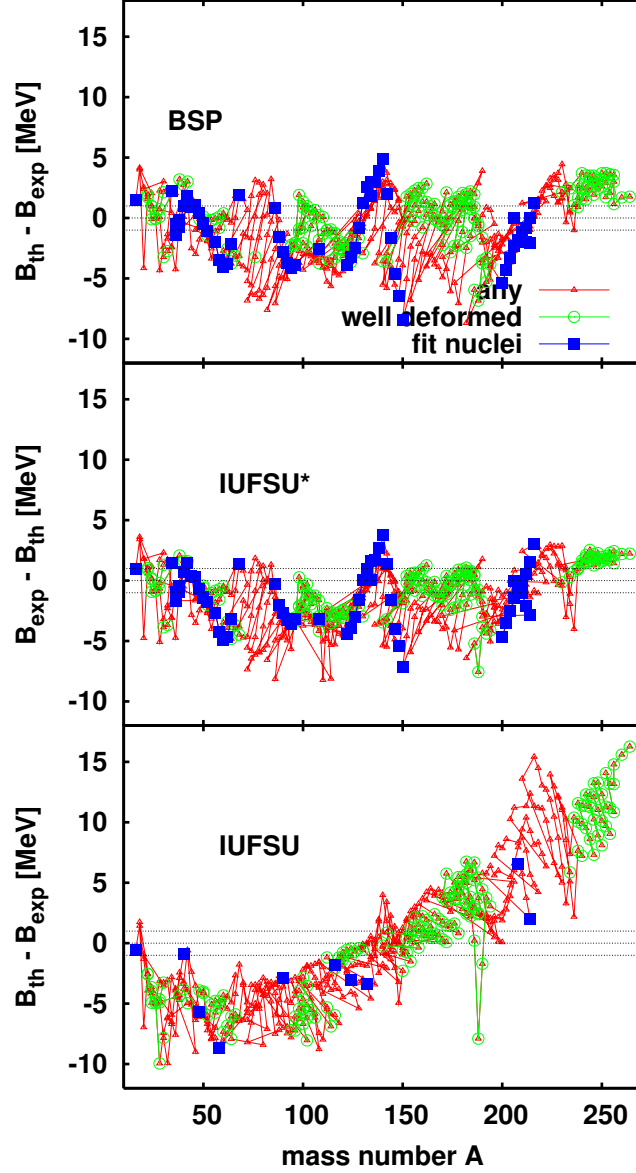 15
10
5
0
-5
-10
B_th - B_exp [MeV]
BSP
any
well deformed
fit nuclei
15
10
5
0
-5
-10
B_exp - B_th [MeV]
IUFSU*
15
10
5
0
-5
-10
B_th - B_exp [MeV]
IUFSU
50 100 150 200 250
mass number A